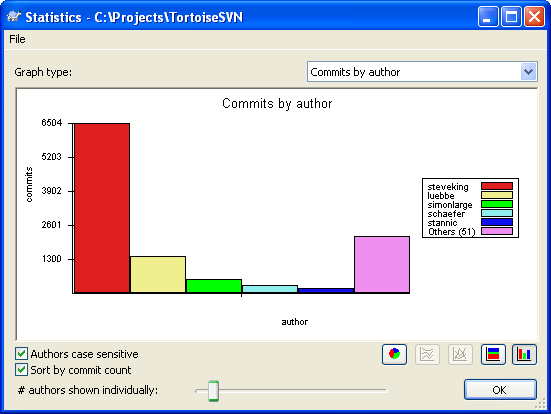 Statistics - C:\Projects\TortoiseSVN
File
Graph type:
Commits by author
Commits by author
6504
5203
3902
2601
1300
commits
author
steveking
luebbe
simonlarge
schaefer
stannic
Others (51)
Authors case sensitive
Sort by commit count
# authors shown individually:
OK